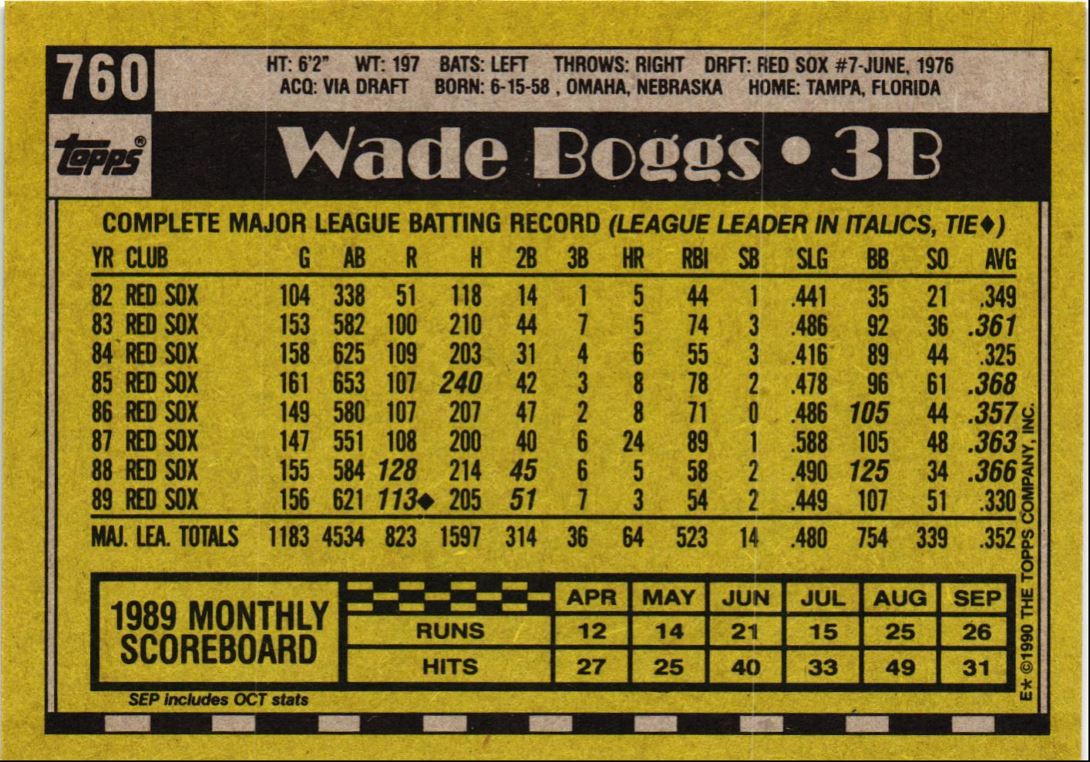 760
HT: 6'2" WT: 197 BATS: LEFT THROWS: RIGHT DRFT: RED SOX #7-JUNE, 1976
ACQ: VIA DRAFT BORN: 6-15-58 , OMAHA, NEBRASKA HOME: TAMPA, FLORIDA
topps®
Wade Boggs • 3B
COMPLETE MAJOR LEAGUE BATTING RECORD (LEAGUE LEADER IN ITALICS, TIE♦)
YR CLUB G AB R H 2B 3B HR RBI SB SLG BB SO AVG
82 RED SOX 104 338 51 118 14 1 5 44 1 .441 35 21 .349
83 RED SOX 153 582 100 210 44 7 5 74 3 .486 92 36 .361
84 RED SOX 158 625 109 203 31 4 6 55 3 .416 89 44 .325
85 RED SOX 161 653 107 240 42 3 8 78 2 .478 96 61 .368
86 RED SOX 149 580 107 207 47 2 8 71 0 .486 105 44 .357
87 RED SOX 147 551 108 200 40 6 24 89 1 .588 105 48 .363
88 RED SOX 155 584 128 214 45 6 5 58 2 .490 125 34 .366
89 RED SOX 156 621 113♦ 205 51 7 3 54 2 .449 107 51 .330
MAJ. LEA. TOTALS 1183 4534 823 1597 314 36 64 523 14 .480 754 339 .352
1989 MONTHLY
SCOREBOARD
APR MAY JUN JUL AUG SEP
RUNS 12 14 21 15 25 26
HITS 27 25 40 33 49 31
SEP includes OCT stats
E* ©1990 THE TOPPS COMPANY, INC.